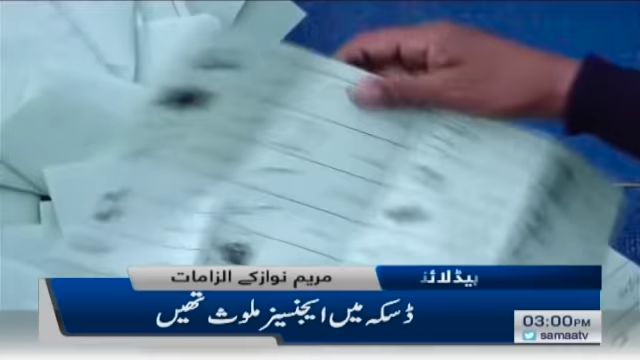 ہیڈلائنز
مریم نواز کے الزامات
ڈسکہ میں ایجنسیز ملوث تھیں
03:00PM
samaatv